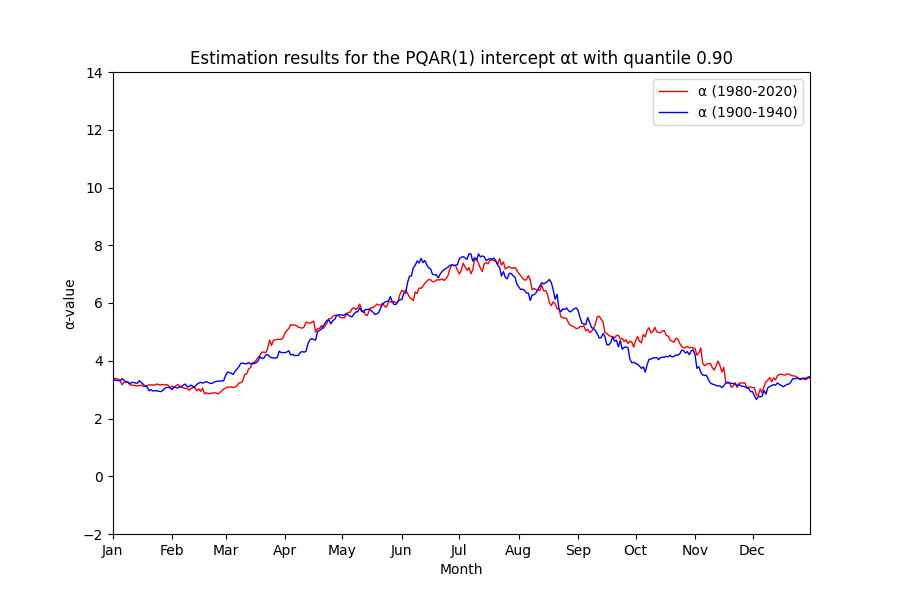 Estimation results for the PQAR(1) intercept αt with quantile 0.90
α (1980-2020)
α (1900-1940)
14
12
10
8
6
4
2
0
−2
α-value
Jan Feb Mar Apr May Jun Jul Aug Sep Oct Nov Dec
Month